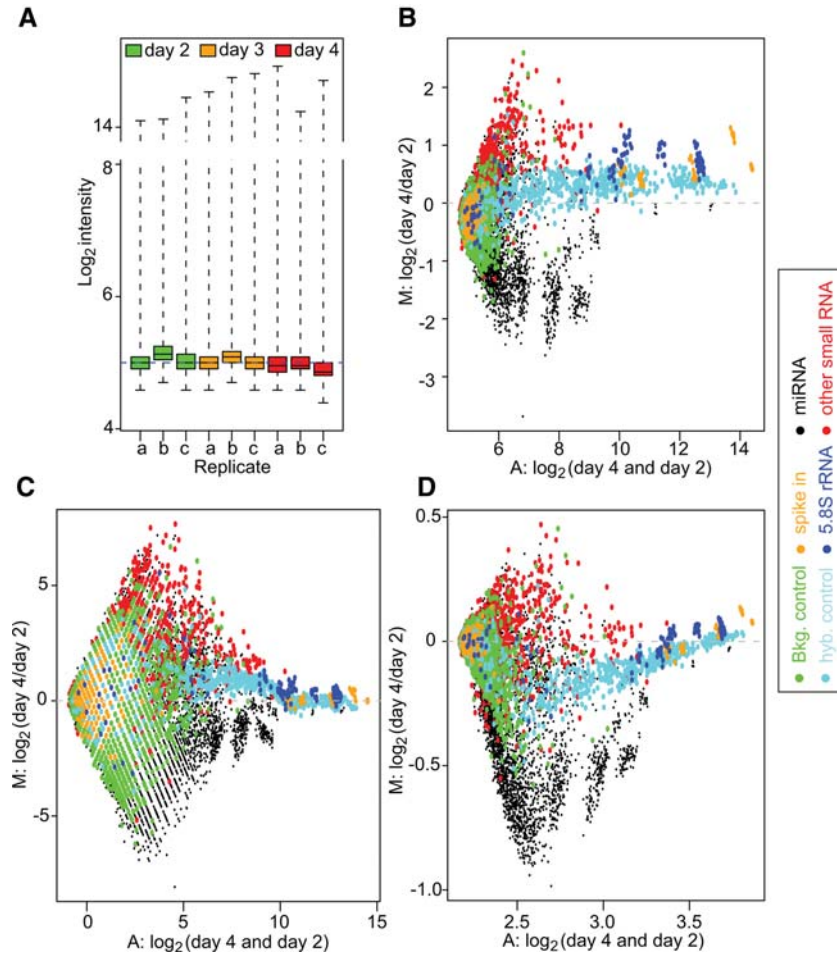 A
day 2 day 3 day 4
14
8
6
4
Log2 intensity
a b c a b c a b c
Replicate
B
2
1
0
-1
-2
-3
M: log2(day 4/day 2)
6 8 10 12 14
A: log2(day 4 and day 2)
C
5
0
-5
M: log2(day 4/day 2)
0 5 10 15
A: log2(day 4 and day 2)
D
0.5
0
-0.5
-1.0
M: log2(day 4/day 2)
2.5 3.0 3.5
A: log2(day 4 and day 2)
Bkg. control spike in miRNA
hyb. control 5.8S rRNA other small RNA